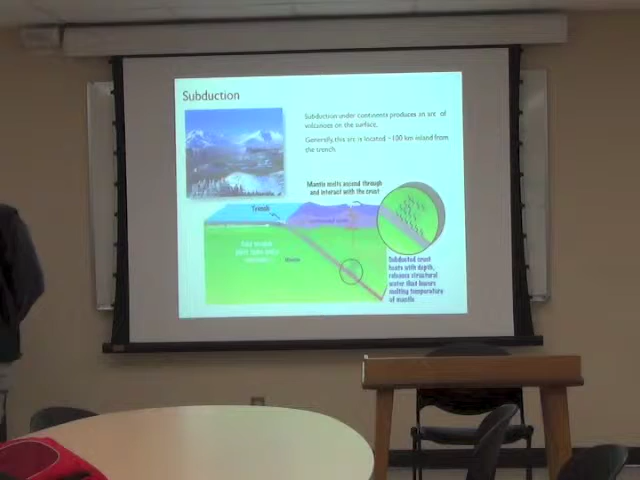 Subduction
Subduction under continents produces an arc of
volcanoes on the surface.
Generally this arc is located ~100 km inland from
the trench.
Mantle melts ascend through
and interact with the crust
Trench
Subducted crust
heats with depth,
releases structural
water that lowers
melting temperature
of mantle